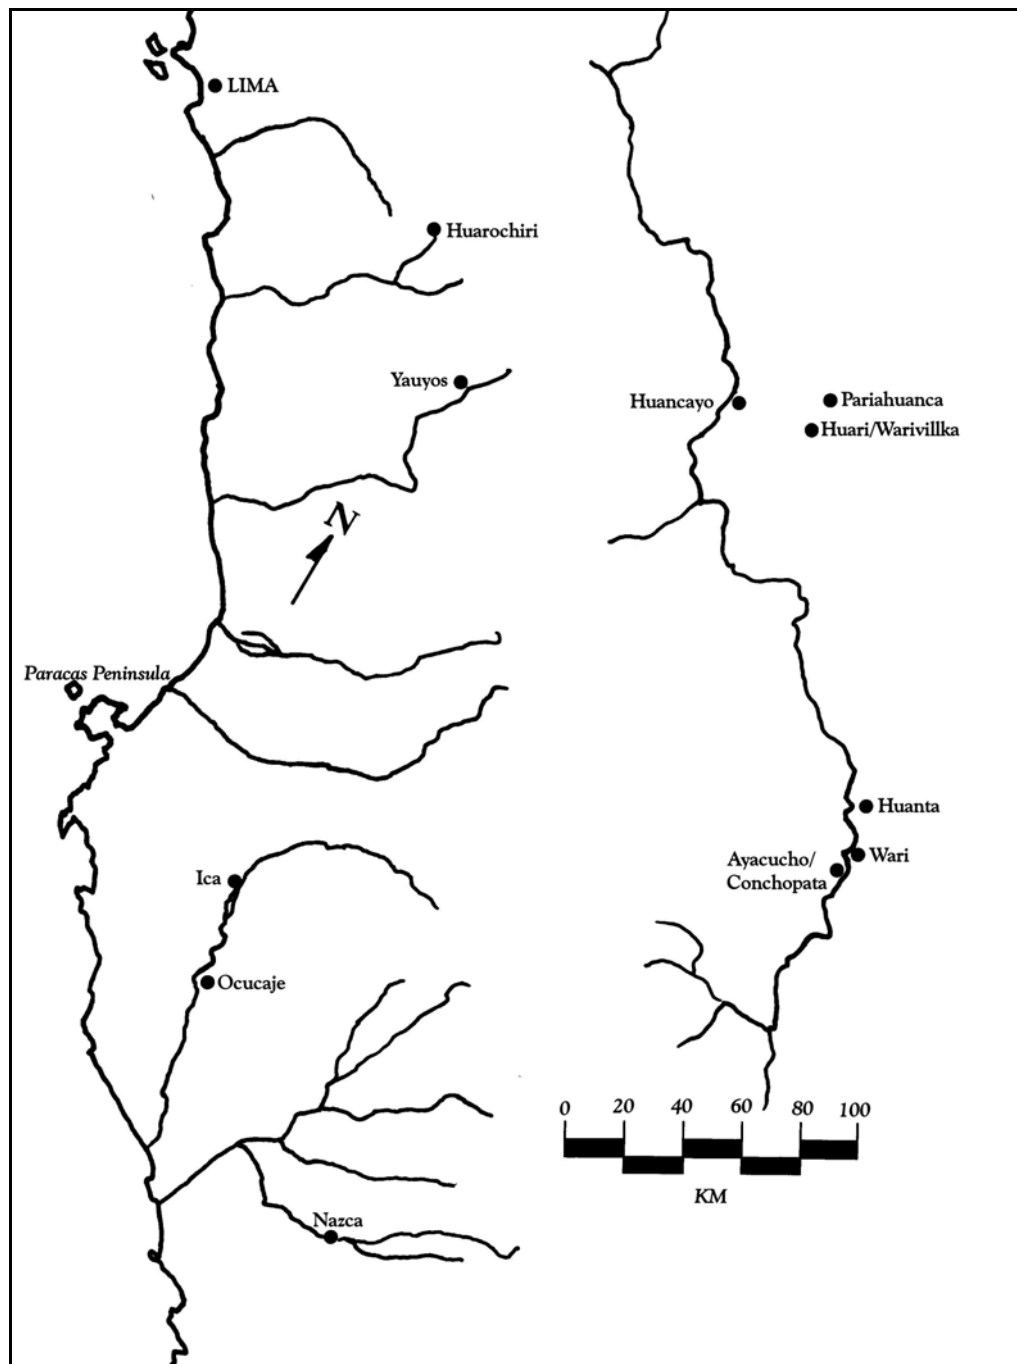 LIMA
Huarochiri
Yauyos
Huancayo
Pariahuanca
Huari/Warivillka
N
Paracas Peninsula
Huanta
Wari
Ayacucho/
Conchopata
Ica
Ocucaje
0 20 40 60 80 100
KM
Nazca